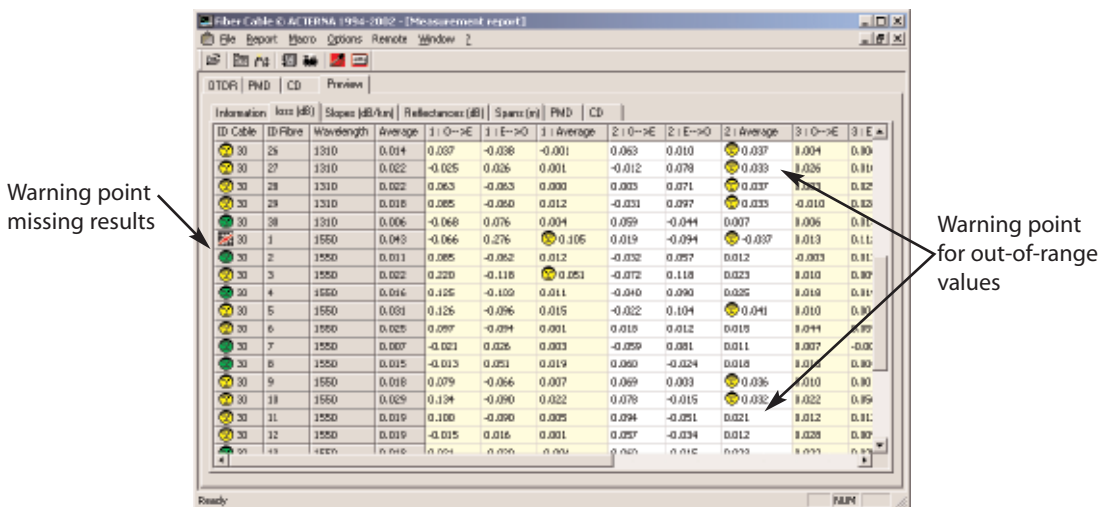 Fiber Cable © ACTERNA 1994-2002 - [Measurement report]
File Report Macro Options Remote Window ?
OTDR PMD CD Preview
Information loss (dB) Slopes (dB/km) Reflectances (dB) Spans (m) PMD CD
ID Cable ID Fibre Wavelength Average 1 : O-->E 1 : E-->O 1 : Average 2 : O-->E 2 : E-->O 2 : Average 3 : O-->E 3 : E
30 26 1310 0.014 0.037 -0.038 -0.001 0.063 0.010 0.037 0.004
30 27 1310 0.022 -0.025 0.026 0.001 -0.012 0.078 0.033 0.026
30 28 1310 0.022 0.063 -0.063 0.000 0.003 0.071 0.037
30 29 1310 0.018 0.085 -0.060 0.012 -0.031 0.097 0.033 -0.010
30 30 1310 0.006 -0.068 0.076 0.004 0.059 -0.044 0.007 0.006
30 1 1550 0.043 -0.066 0.276 0.105 0.019 -0.094 -0.037 0.013
30 2 1550 0.011 0.085 -0.062 0.012 -0.032 0.057 0.012 -0.003
30 3 1550 0.022 0.220 -0.118 0.051 -0.072 0.118 0.023 0.010
30 4 1550 0.016 0.125 -0.103 0.011 -0.040 0.090 0.025 0.018
30 5 1550 0.031 0.126 -0.096 0.015 -0.022 0.104 0.041 0.010
30 6 1550 0.025 0.097 -0.094 0.001 0.018 0.012 0.015 0.044
30 7 1550 0.007 -0.021 0.026 0.003 -0.059 0.081 0.011 0.007
30 8 1550 0.015 -0.013 0.051 0.019 0.060 -0.024 0.018
30 9 1550 0.018 0.079 -0.066 0.007 0.069 0.003 0.036 0.010
30 10 1550 0.029 0.134 -0.090 0.022 0.078 -0.015 0.032 0.022
30 11 1550 0.019 0.100 -0.090 0.005 0.094 -0.051 0.021 0.012
30 12 1550 0.019 -0.015 0.016 0.001 0.057 -0.034 0.012 0.028
Ready NUM
Warning point
missing results
Warning point
for out-of-range
values